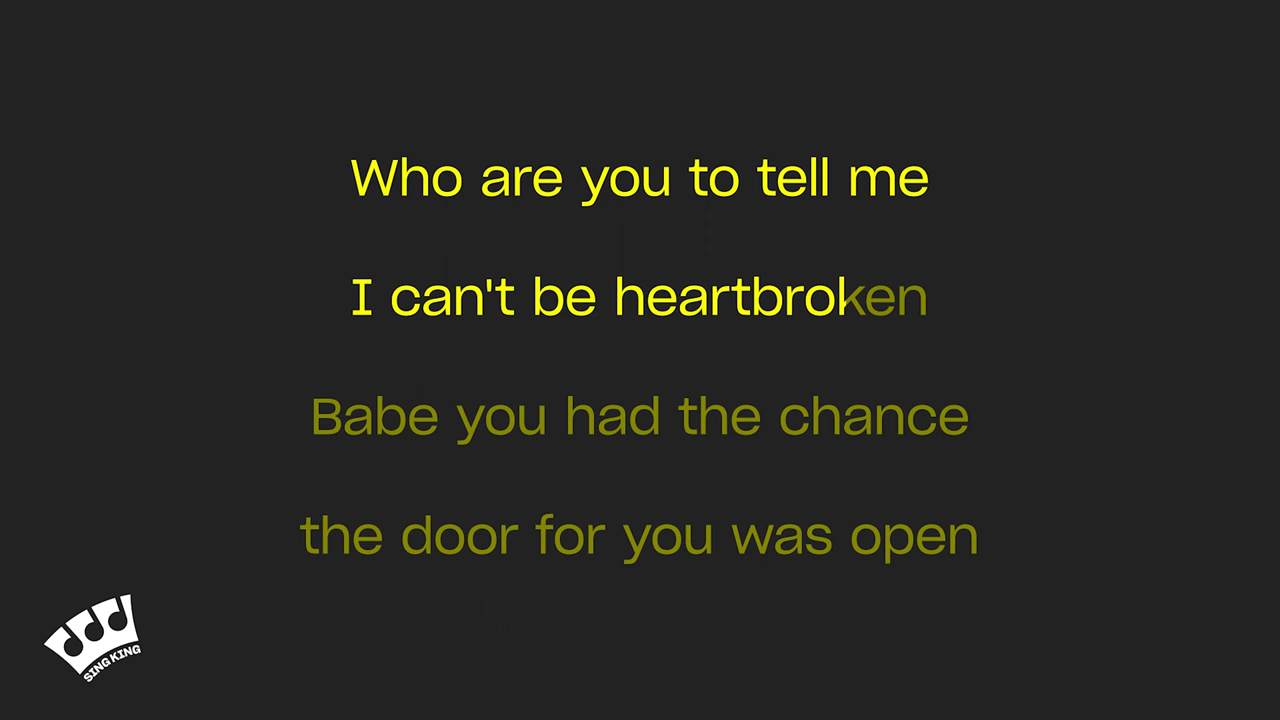 Who are you to tell me
I can't be heartbroken
Babe you had the chance
the door for you was open
SING KING